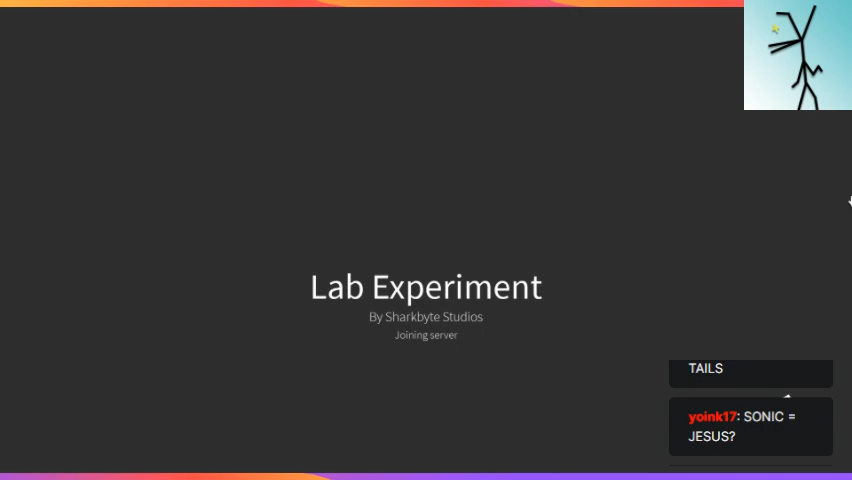 Lab Experiment
By Sharkbyte Studios
Joining server
TAILS
yoink17: SONIC =
JESUS?